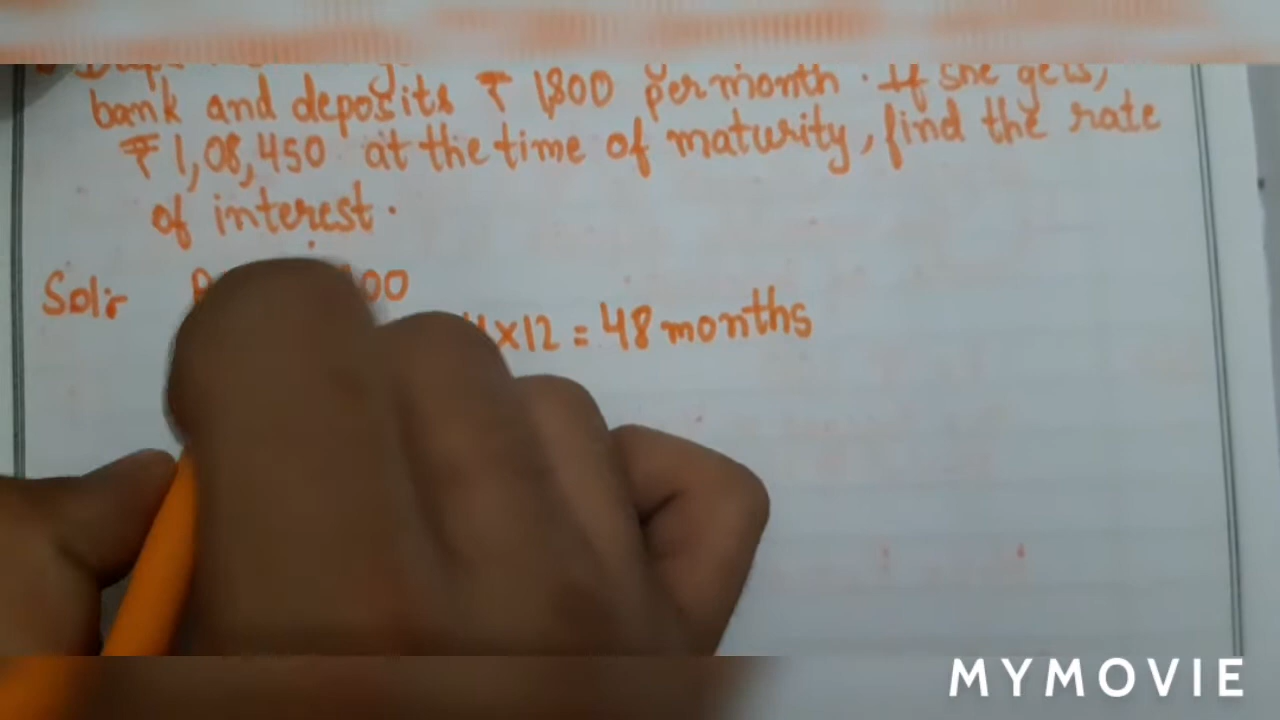 bank and deposits ₹ 1800 per month. If she gets,
₹1,08,450 at the time of maturity, find the rate
of interest.
Sol:-
×12 = 48 months
MYMOVIE